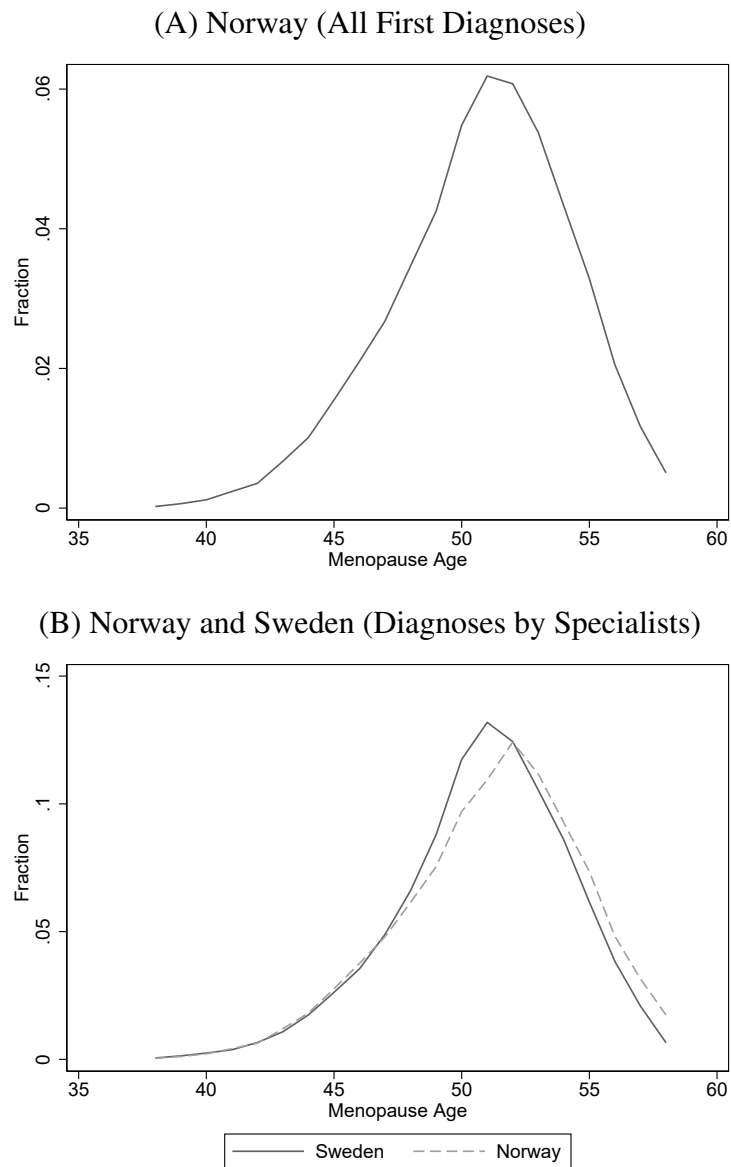 (A) Norway (All First Diagnoses)
.06
.04
.02
0
Fraction
35 40 45 50 55 60
Menopause Age
(B) Norway and Sweden (Diagnoses by Specialists)
.15
.1
.05
0
Fraction
35 40 45 50 55 60
Menopause Age
Sweden Norway